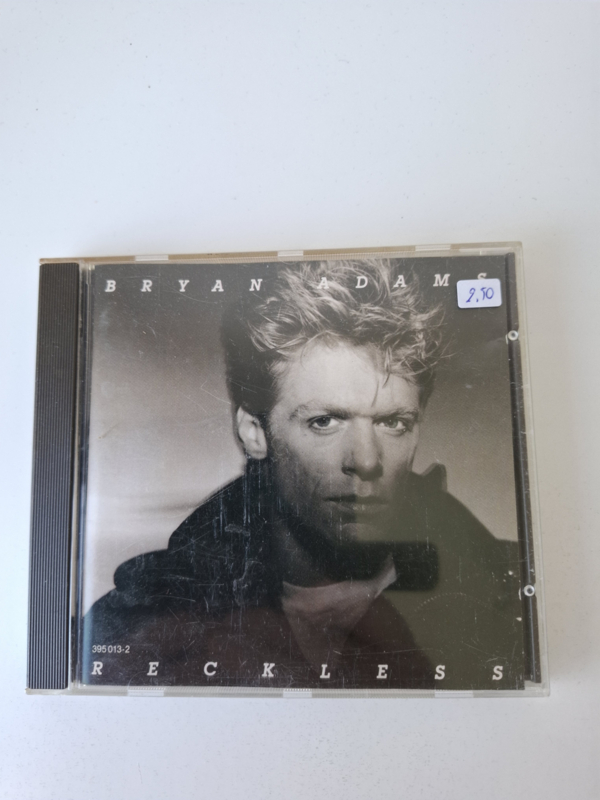 BRYAN ADAMS
2,50
395 013-2
RECKLESS